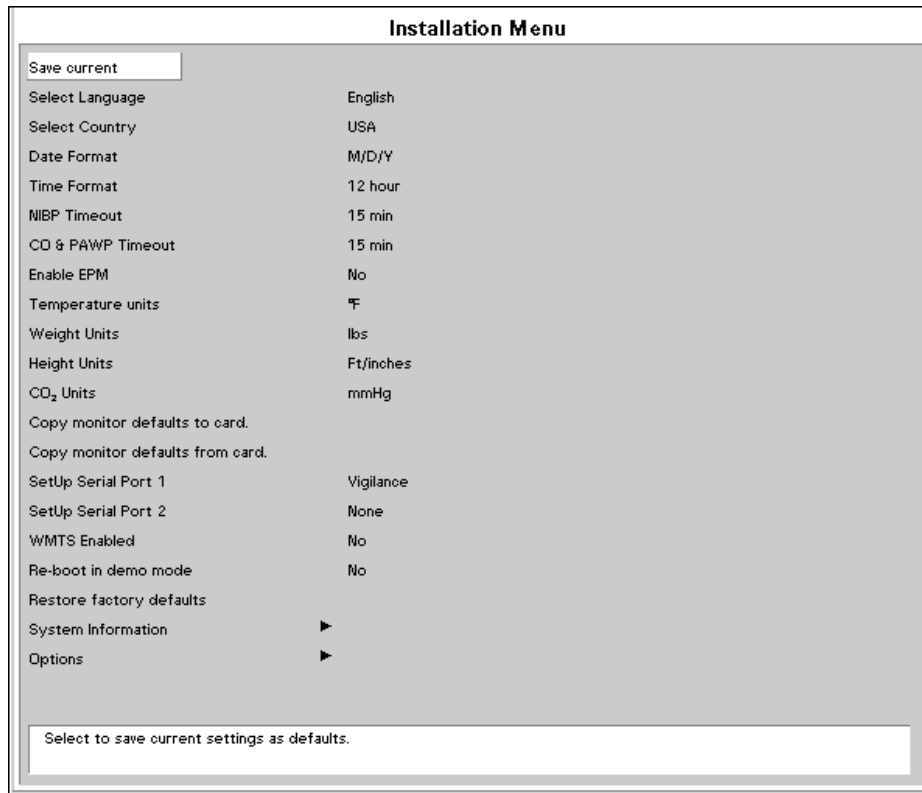 Installation Menu
Save current
Select Language English
Select Country USA
Date Format M/D/Y
Time Format 12 hour
NIBP Timeout 15 min
CO & PAWP Timeout 15 min
Enable EPM No
Temperature units °F
Weight Units lbs
Height Units Ft/inches
CO₂ Units mmHg
Copy monitor defaults to card.
Copy monitor defaults from card.
SetUp Serial Port 1 Vigilance
SetUp Serial Port 2 None
WMTS Enabled No
Re-boot in demo mode No
Restore factory defaults
System Information ►
Options ►
Select to save current settings as defaults.